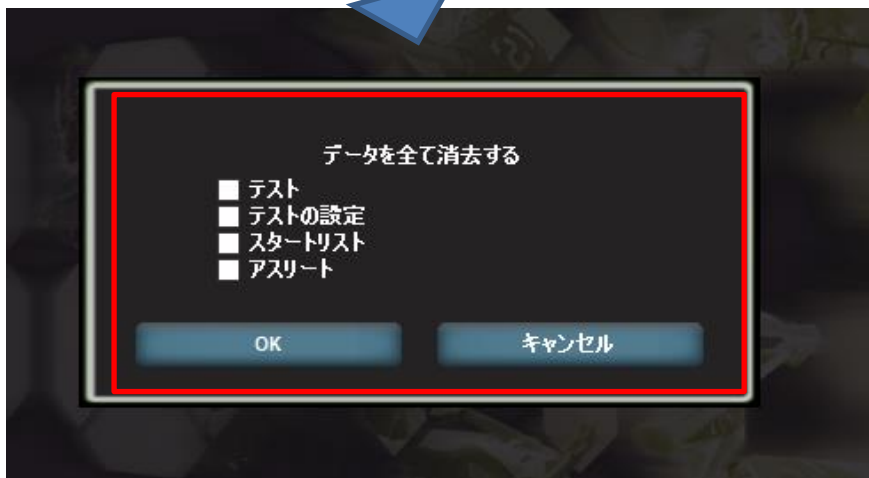 データを全て消去する
テスト
テストの設定
スタートリスト
アスリート
OK
キャンセル